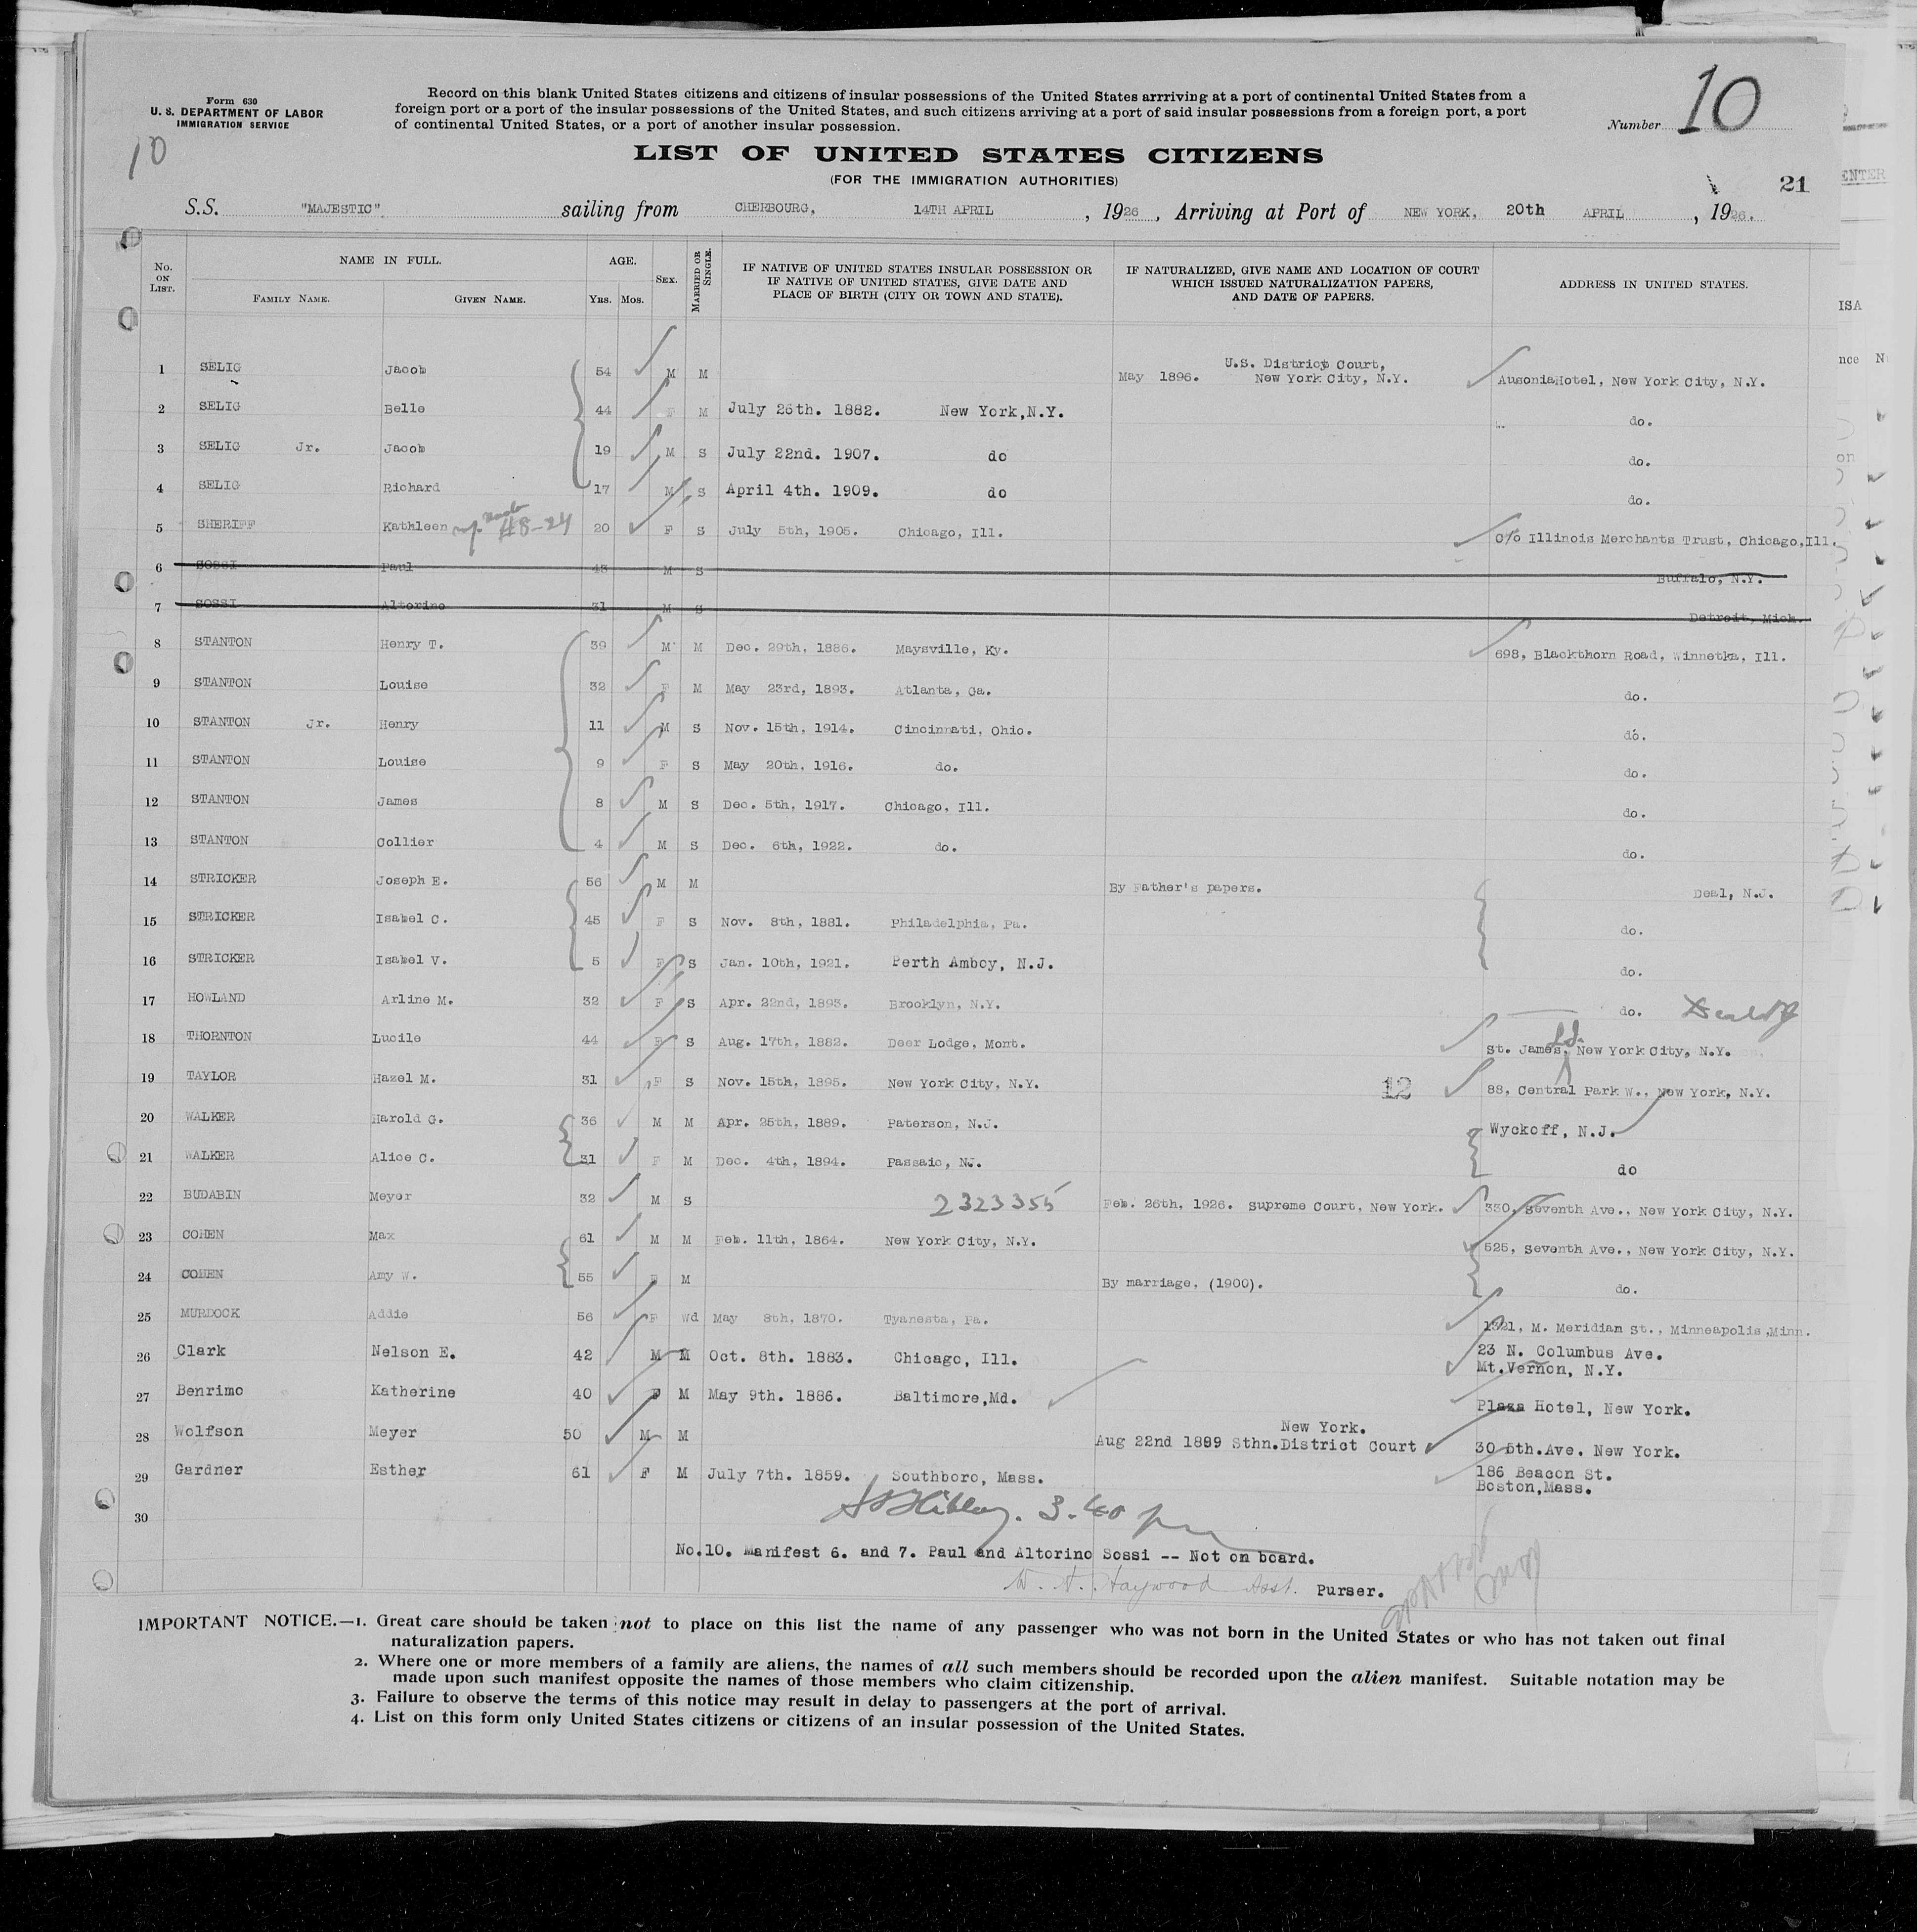 Form 630
U. S. DEPARTMENT OF LABOR
IMMIGRATION SERVICE
10
Record on this blank United States citizens and citizens of insular possessions of the United States arrriving at a port of continental United States from a
foreign port or a port of the insular possessions of the United States, and such citizens arriving at a port of said insular possessions from a foreign port, a port
of continental United States, or a port of another insular possession.
Number 10
LIST OF UNITED STATES CITIZENS
(FOR THE IMMIGRATION AUTHORITIES)
21
S.S. "MAJESTIC" sailing from CHERBOURG, 14TH APRIL , 1926 , Arriving at Port of NEW YORK, 20th APRIL , 1926.
No. ON LIST. NAME IN FULL. FAMILY NAME. GIVEN NAME. AGE. YRS. MOS. SEX. MARRIED OR SINGLE. IF NATIVE OF UNITED STATES INSULAR POSSESSION OR IF NATIVE OF UNITED STATES, GIVE DATE AND PLACE OF BIRTH (CITY OR TOWN AND STATE). IF NATURALIZED, GIVE NAME AND LOCATION OF COURT WHICH ISSUED NATURALIZATION PAPERS, AND DATE OF PAPERS. ADDRESS IN UNITED STATES.
1 SELIG Jacob 54 M M May 1896. U.S. District Court, New York City, N.Y. AusoniaHotel, New York City, N.Y.
2 SELIG Belle 44 F M July 26th. 1882. New York,N.Y. do.
3 SELIG Jr. Jacob 19 M S July 22nd. 1907. do do.
4 SELIG Richard 17 M S April 4th. 1909. do do.
5 SHERIFF Kathleen #8-24 20 F S July 5th, 1905. Chicago, Ill. c/o Illinois Merchants Trust, Chicago,Ill.
6 SOSSI Paul 43 M S Buffalo, N.Y.
7 SOSSI Altorino 31 M S Detroit, Mich.
8 STANTON Henry T. 39 M M Dec. 29th, 1886. Maysville, Ky. 698, Blackthorn Road, Winnetka, Ill.
9 STANTON Louise 32 F M May 23rd, 1893. Atlanta, Ga. do.
10 STANTON Jr. Henry 11 M S Nov. 15th, 1914. Cincinnati, Ohio. do.
11 STANTON Louise 9 F S May 20th, 1916. do. do.
12 STANTON James 8 M S Dec. 5th, 1917. Chicago, Ill. do.
13 STANTON Collier 4 M S Dec. 6th, 1922. do. do.
14 STRICKER Joseph E. 56 M M By Father's papers. Deal, N.J.
15 STRICKER Isabel C. 45 F S Nov. 8th, 1881. Philadelphia, Pa. do.
16 STRICKER Isabel V. 5 F S Jan. 10th, 1921. Perth Amboy, N.J. do.
17 HOWLAND Arline M. 32 F S Apr. 22nd, 1893. Brooklyn, N.Y. do.
18 THORNTON Lucile 44 F S Aug. 17th, 1882. Deer Lodge, Mont. St. James, New York City, N.Y.
19 TAYLOR Hazel M. 31 F S Nov. 15th, 1895. New York City, N.Y. 12 88, Central Park W., New York, N.Y.
20 WALKER Harold G. 36 M M Apr. 25th, 1889. Paterson, N.J. Wyckoff, N.J.
21 WALKER Alice C. 31 F M Dec. 4th, 1894. Passaic, NJ. do
22 BUDABIN Meyer 32 M S 2323355 Feb. 26th, 1926. Supreme Court, New York. 330, Seventh Ave., New York City, N.Y.
23 COHEN Max 61 M M Feb. 11th, 1864. New York City, N.Y. 525, Seventh Ave., New York City, N.Y.
24 COHEN Amy W. 55 F M By marriage, (1900). do.
25 MURDOCK Addie 56 F Wd May 8th, 1870. Tyanesta, Pa. 1321, M. Meridian St., Minneapolis,Minn.
26 Clark Nelson E. 42 M M Oct. 8th. 1883. Chicago, Ill. 23 N. Columbus Ave. Mt.Vernon, N.Y.
27 Benrimo Katherine 40 F M May 9th. 1886. Baltimore,Md. Plaza Hotel, New York.
28 Wolfson Meyer 50 M M Aug 22nd 1899 Sthn.District Court New York. 30 5th.Ave. New York.
29 Gardner Esther 61 F M July 7th. 1859. Southboro, Mass. 186 Beacon St. Boston,Mass.
30
3.40 pm
No.10. Manifest 6. and 7. Paul and Altorino Sossi -- Not on board.
W. A. Haywood Asst. Purser.
IMPORTANT NOTICE.—1. Great care should be taken not to place on this list the name of any passenger who was not born in the United States or who has not taken out final
naturalization papers.
2. Where one or more members of a family are aliens, the names of all such members should be recorded upon the alien manifest. Suitable notation may be
made upon such manifest opposite the names of those members who claim citizenship.
3. Failure to observe the terms of this notice may result in delay to passengers at the port of arrival.
4. List on this form only United States citizens or citizens of an insular possession of the United States.